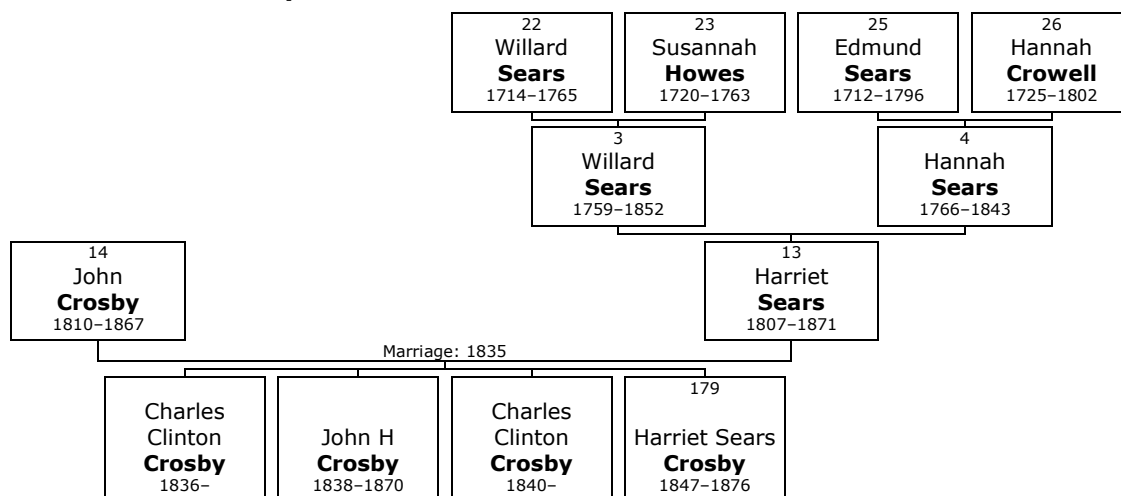 22
Willard
Sears
1714–1765
23
Susannah
Howes
1720–1763
25
Edmund
Sears
1712–1796
26
Hannah
Crowell
1725–1802
3
Willard
Sears
1759–1852
4
Hannah
Sears
1766–1843
14
John
Crosby
1810–1867
13
Harriet
Sears
1807–1871
Marriage: 1835
Charles
Clinton
Crosby
1836–
John H
Crosby
1838–1870
Charles
Clinton
Crosby
1840–
179
Harriet Sears
Crosby
1847–1876